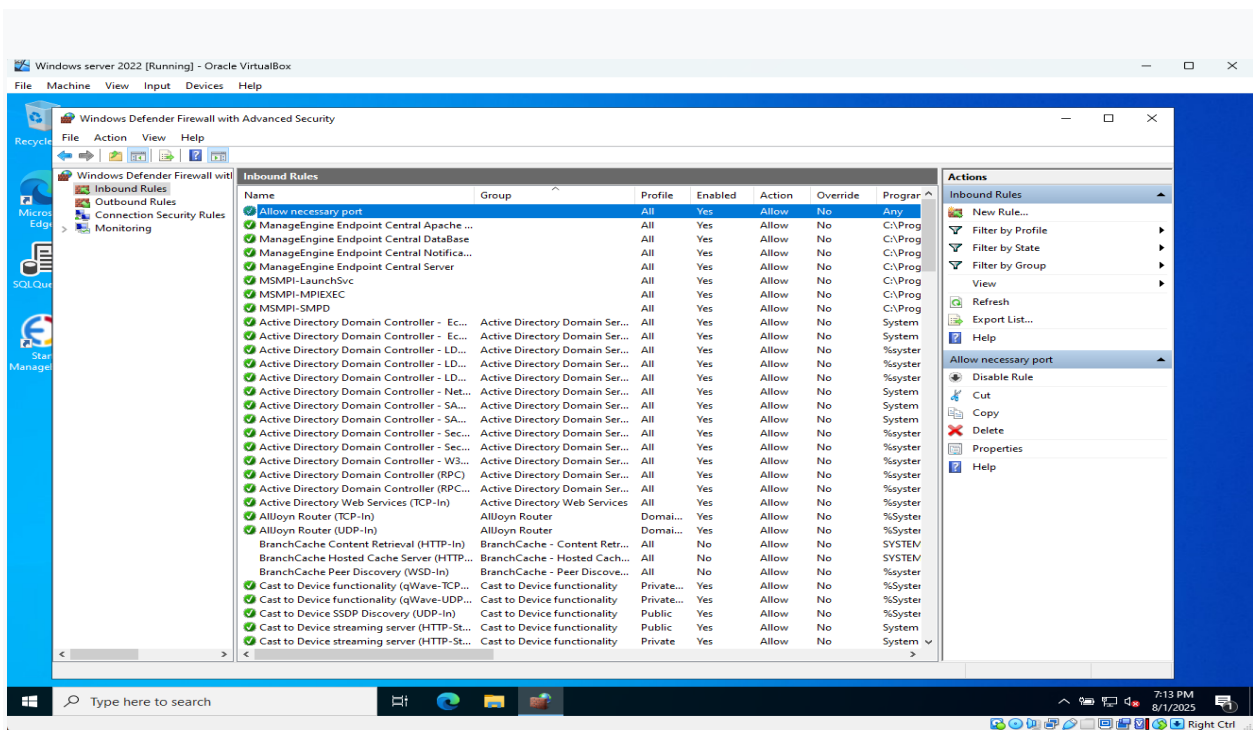 Windows server 2022 [Running] - Oracle VirtualBox
File Machine View Input Devices Help
Recycle
Micros
Edge
SQLQue
Star
Manage
Windows Defender Firewall with Advanced Security
File Action View Help
Windows Defender Firewall with
Inbound Rules
Outbound Rules
Connection Security Rules
Monitoring
Inbound Rules
Name Group Profile Enabled Action Override Program
Allow necessary port All Yes Allow No Any
ManageEngine Endpoint Central Apache ... All Yes Allow No C:\Prog
ManageEngine Endpoint Central DataBase All Yes Allow No C:\Prog
ManageEngine Endpoint Central Notifica... All Yes Allow No C:\Prog
ManageEngine Endpoint Central Server All Yes Allow No C:\Prog
MSMPI-LaunchSvc All Yes Allow No C:\Prog
MSMPI-MPIEXEC All Yes Allow No C:\Prog
MSMPI-SMPD All Yes Allow No C:\Prog
Active Directory Domain Controller - Ec... Active Directory Domain Ser... All Yes Allow No System
Active Directory Domain Controller - Ec... Active Directory Domain Ser... All Yes Allow No System
Active Directory Domain Controller - LD... Active Directory Domain Ser... All Yes Allow No %syster
Active Directory Domain Controller - LD... Active Directory Domain Ser... All Yes Allow No %syster
Active Directory Domain Controller - LD... Active Directory Domain Ser... All Yes Allow No %syster
Active Directory Domain Controller - Net... Active Directory Domain Ser... All Yes Allow No System
Active Directory Domain Controller - SA... Active Directory Domain Ser... All Yes Allow No System
Active Directory Domain Controller - SA... Active Directory Domain Ser... All Yes Allow No System
Active Directory Domain Controller - Sec... Active Directory Domain Ser... All Yes Allow No %syster
Active Directory Domain Controller - Sec... Active Directory Domain Ser... All Yes Allow No %syster
Active Directory Domain Controller - W3... Active Directory Domain Ser... All Yes Allow No %syster
Active Directory Domain Controller (RPC) Active Directory Domain Ser... All Yes Allow No %syster
Active Directory Domain Controller (RPC... Active Directory Domain Ser... All Yes Allow No %syster
Active Directory Web Services (TCP-In) Active Directory Web Services All Yes Allow No %syster
AllJoyn Router (TCP-In) AllJoyn Router Domai... Yes Allow No %Syster
AllJoyn Router (UDP-In) AllJoyn Router Domai... Yes Allow No %Syster
BranchCache Content Retrieval (HTTP-In) BranchCache - Content Retr... All No Allow No SYSTEM
BranchCache Hosted Cache Server (HTTP... BranchCache - Hosted Cach... All No Allow No SYSTEM
BranchCache Peer Discovery (WSD-In) BranchCache - Peer Discove... All No Allow No %syster
Cast to Device functionality (qWave-TCP... Cast to Device functionality Private... Yes Allow No %Syster
Cast to Device functionality (qWave-UDP... Cast to Device functionality Private... Yes Allow No %Syster
Cast to Device SSDP Discovery (UDP-In) Cast to Device functionality Public Yes Allow No %Syster
Cast to Device streaming server (HTTP-St... Cast to Device functionality Public Yes Allow No System
Cast to Device streaming server (HTTP-St... Cast to Device functionality Private Yes Allow No System
Actions
Inbound Rules
New Rule...
Filter by Profile
Filter by State
Filter by Group
View
Refresh
Export List...
Help
Allow necessary port
Disable Rule
Cut
Copy
Delete
Properties
Help
Type here to search
7:13 PM
8/1/2025
1
Right Ctrl